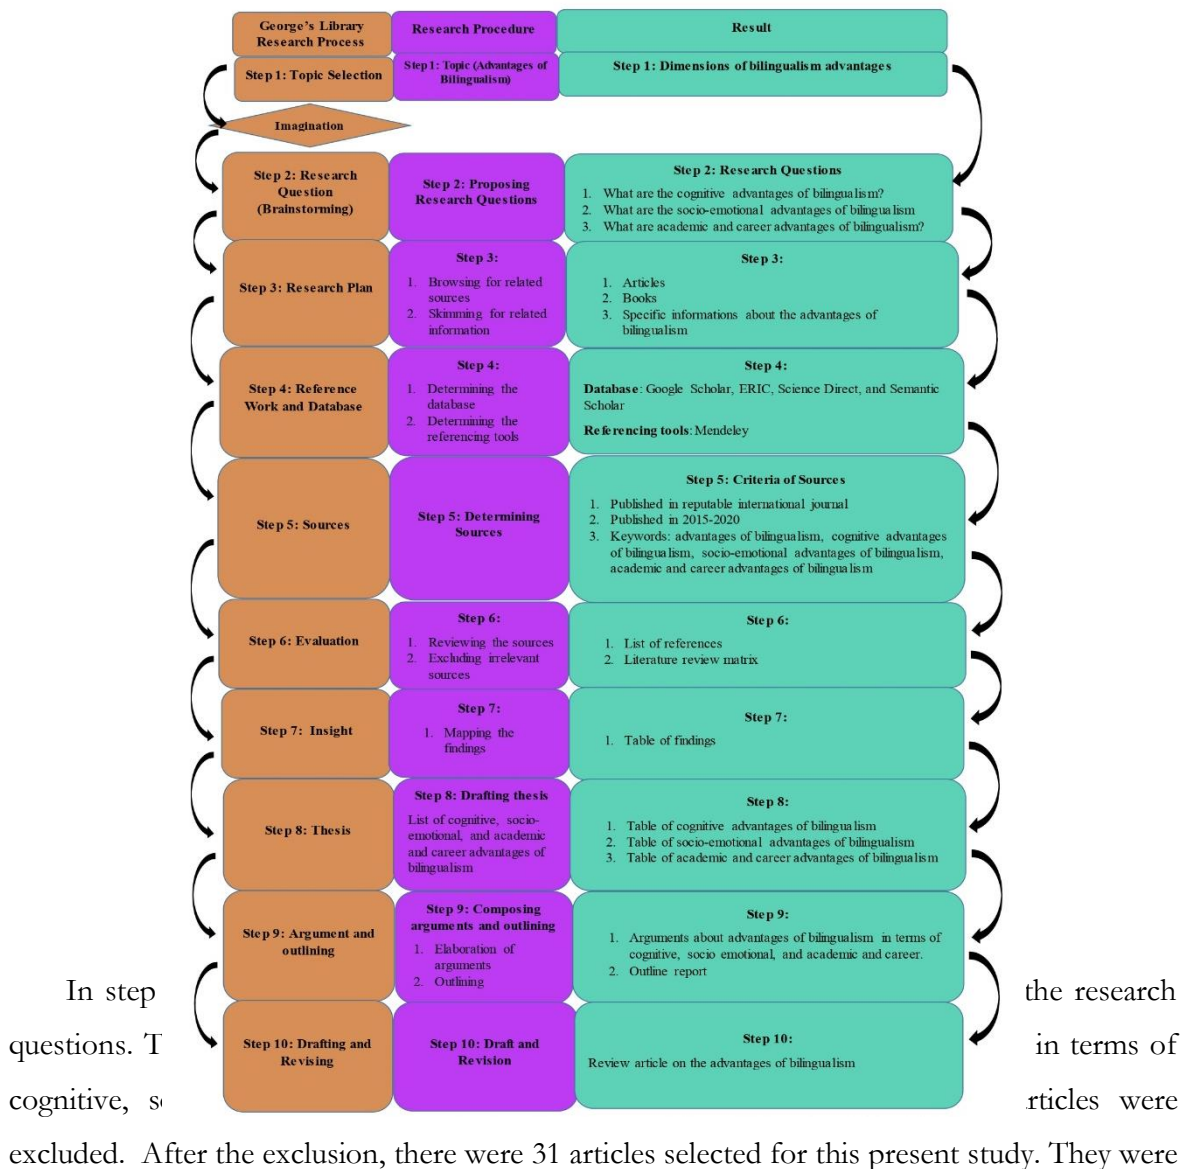 George's Library
Research Process
Research Procedure
Result
Step 1: Topic Selection
Step 1: Topic (Advantages of
Bilingualism)
Step 1: Dimensions of bilingualism advantages
Imagination
Step 2: Research
Question
(Brainstorming)
Step 2: Proposing
Research Questions
Step 2: Research Questions
1. What are the cognitive advantages of bilingualism?
2. What are the socio-emotional advantages of bilingualism
3. What are academic and career advantages of bilingualism?
Step 3: Research Plan
Step 3:
1. Browsing for related
sources
2. Skimming for related
information
Step 3:
1. Articles
2. Books
3. Specific informations about the advantages of
bilingualism
Step 4: Reference
Work and Database
Step 4:
1. Determining the
database
2. Determining the
referencing tools
Step 4:
Database: Google Scholar, ERIC, Science Direct, and Semantic
Scholar
Referencing tools: Mendeley
Step 5: Sources
Step 5: Determining
Sources
Step 5: Criteria of Sources
1. Published in reputable international journal
2. Published in 2015-2020
3. Keywords: advantages of bilingualism, cognitive advantages
of bilingualism, socio-emotional advantages of bilingualism,
academic and career advantages of bilingualism
Step 6: Evaluation
Step 6:
1. Reviewing the sources
2. Excluding irrelevant
sources
Step 6:
1. List of references
2. Literature review matrix
Step 7: Insight
Step 7:
1. Mapping the
findings
Step 7:
1. Table of findings
Step 8: Thesis
Step 8: Drafting thesis
List of cognitive, socio-
emotional, and academic
and career advantages of
bilingualism
Step 8:
1. Table of cognitive advantages of bilingualism
2. Table of socio-emotional advantages of bilingualism
3. Table of academic and career advantages of bilingualism
Step 9: Argument and
outlining
Step 9: Composing
arguments and outlining
1. Elaboration of
arguments
2. Outlining
Step 9:
1. Arguments about advantages of bilingualism in terms of
cognitive, socio emotional, and academic and career.
2. Outline report
Step 10: Drafting and
Revising
Step 10: Draft and
Revision
Step 10:
Review article on the advantages of bilingualism
In step the research
questions. in terms of
cognitive, were
excluded. After the exclusion, there were 31 articles selected for this present study. They were